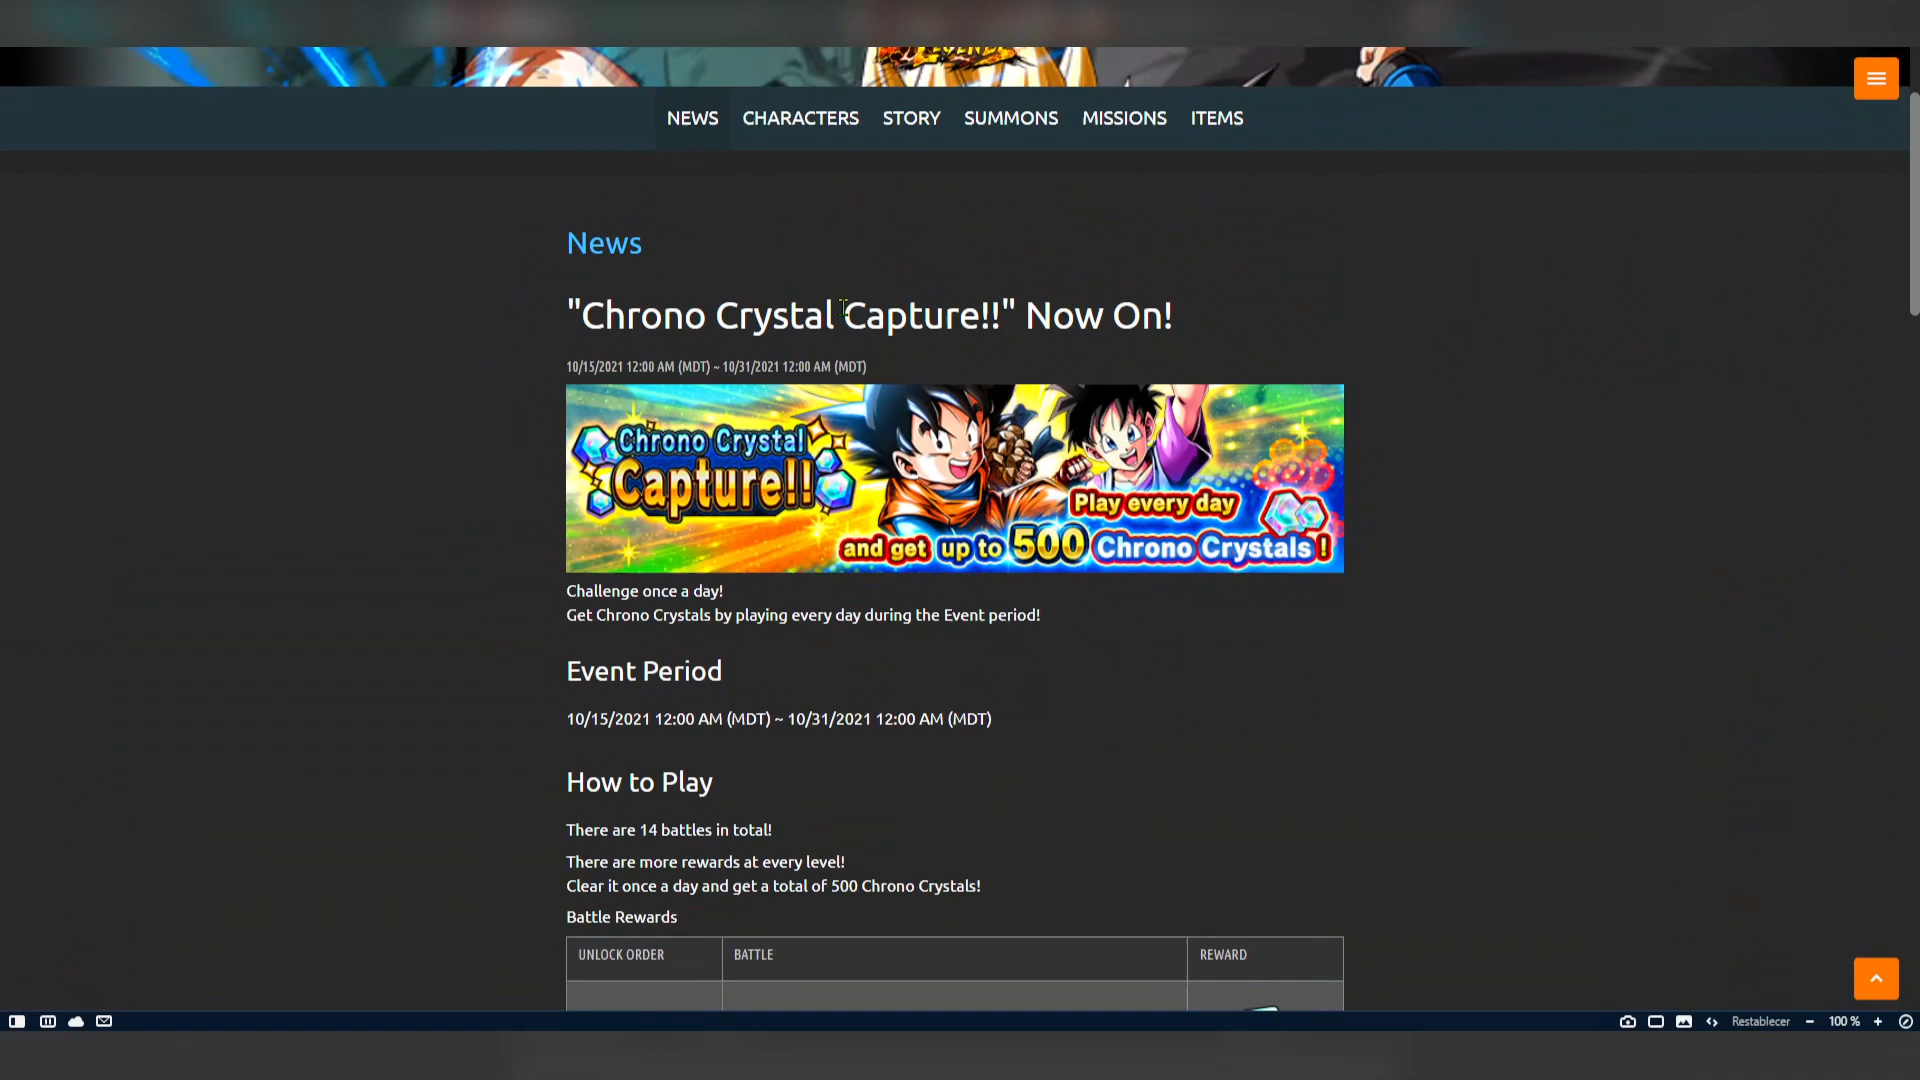 NEWS CHARACTERS STORY SUMMONS MISSIONS ITEMS
News
"Chrono Crystal Capture!!" Now On!
10/15/2021 12:00 AM (MDT) ~ 10/31/2021 12:00 AM (MDT)
Chrono Crystal
Capture!!
Play every day
and get up to 500 Chrono Crystals!
Challenge once a day!
Get Chrono Crystals by playing every day during the Event period!
Event Period
10/15/2021 12:00 AM (MDT) ~ 10/31/2021 12:00 AM (MDT)
How to Play
There are 14 battles in total!
There are more rewards at every level!
Clear it once a day and get a total of 500 Chrono Crystals!
Battle Rewards
UNLOCK ORDER BATTLE REWARD
Restablecer 100 %